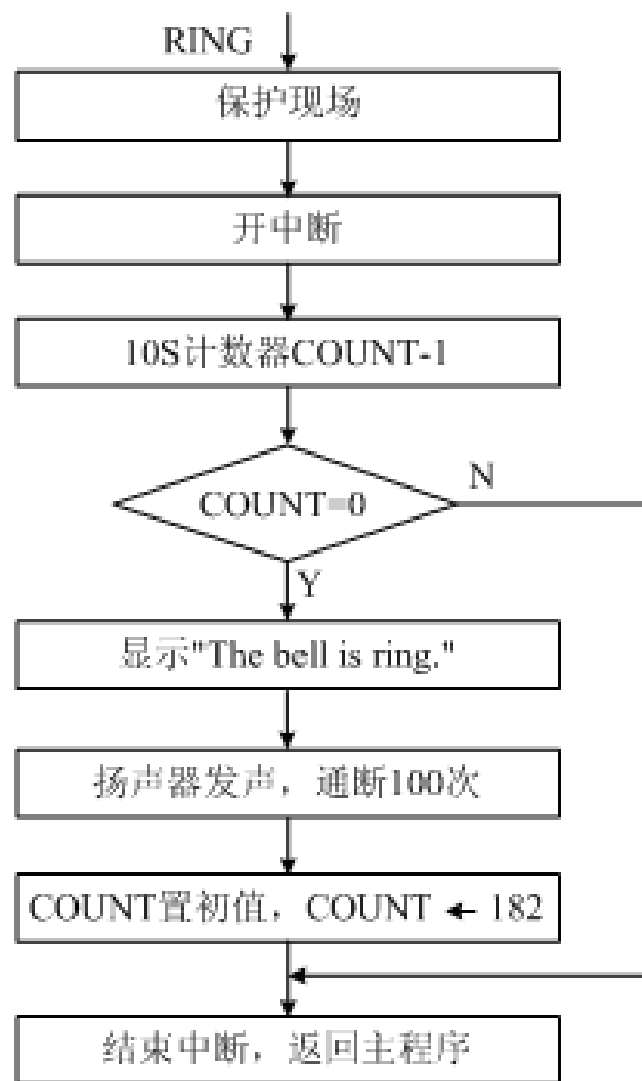 RING
保护现场
开中断
10S计数器COUNT-1
COUNT=0
N
Y
显示"The bell is ring."
扬声器发声，通断100次
COUNT置初值，COUNT ← 182
结束中断，返回主程序